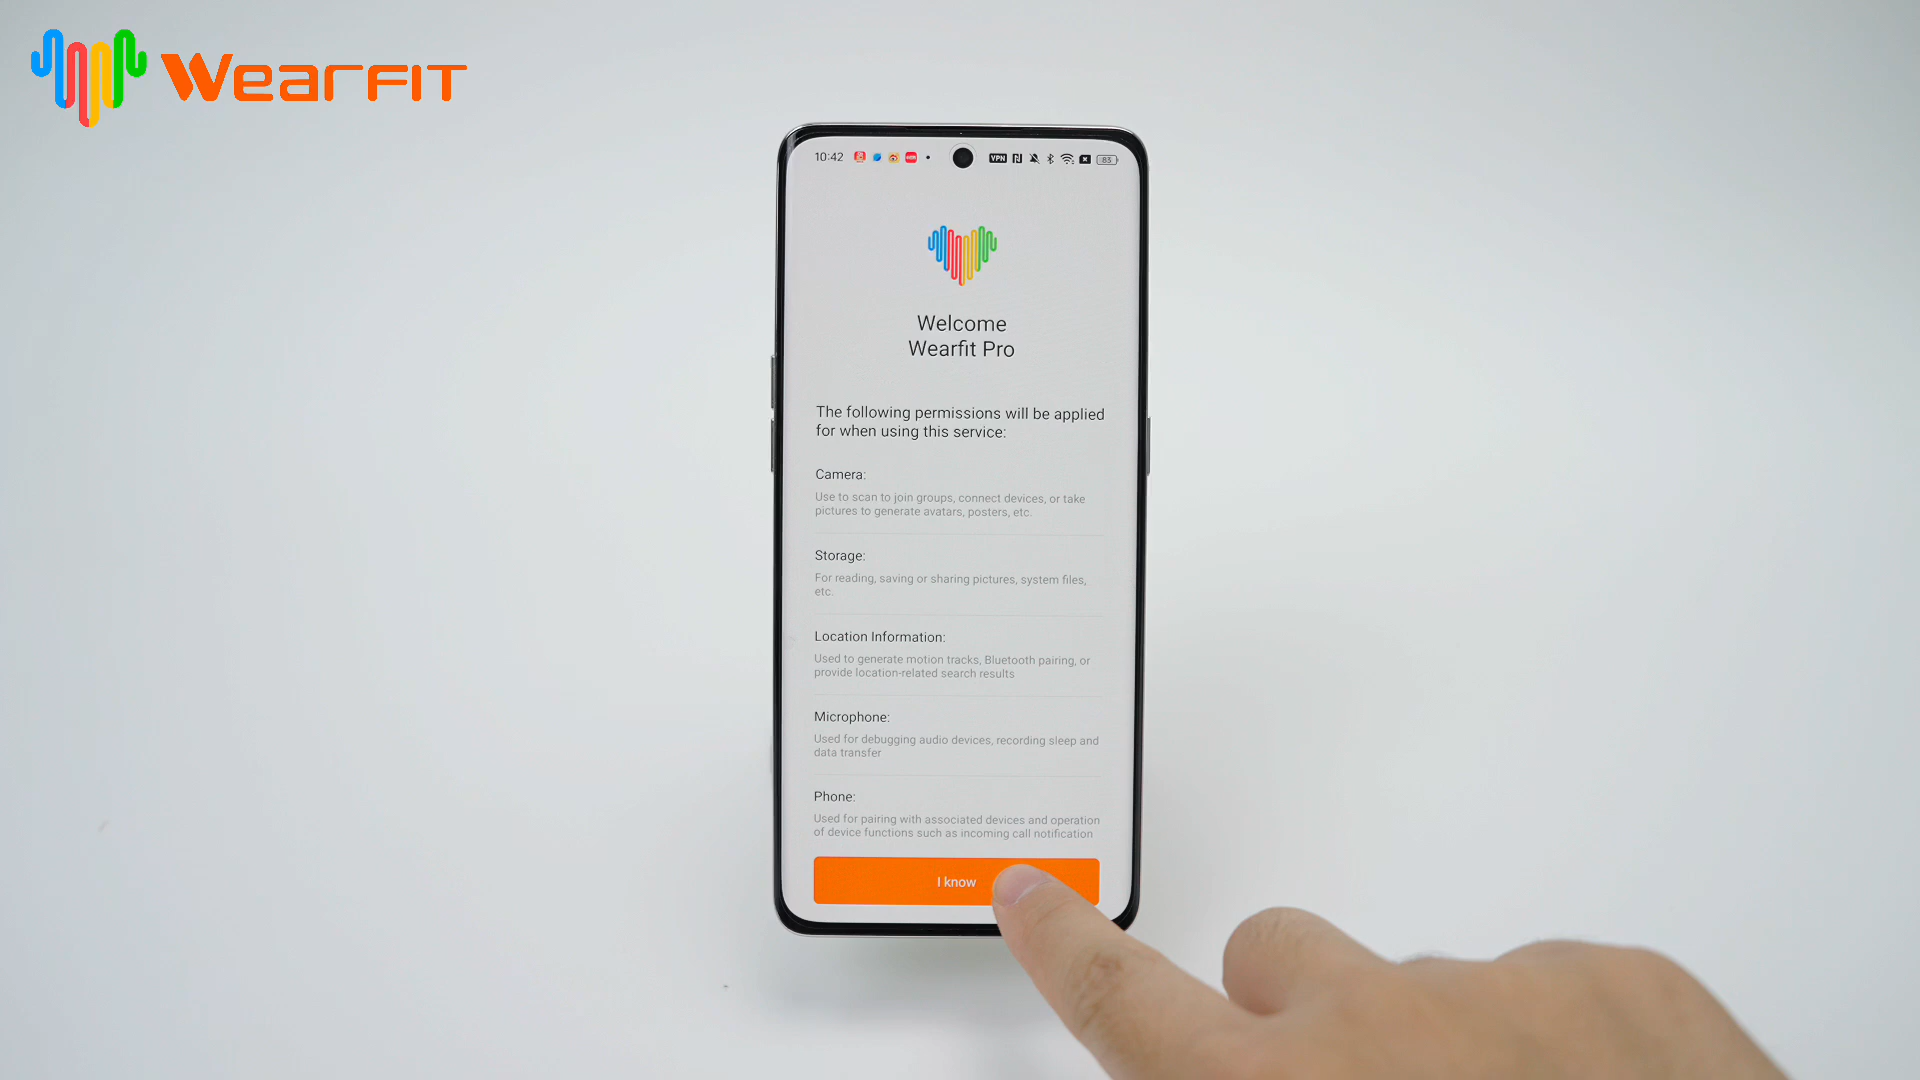 WearFit
10:42 VPN 83
Welcome
Wearfit Pro
The following permissions will be applied
for when using this service:
Camera:
Use to scan to join groups, connect devices, or take
pictures to generate avatars, posters, etc.
Storage:
For reading, saving or sharing pictures, system files,
etc.
Location Information:
Used to generate motion tracks, Bluetooth pairing, or
provide location-related search results
Microphone:
Used for debugging audio devices, recording sleep and
data transfer
Phone:
Used for pairing with associated devices and operation
of device functions such as incoming call notification
I know